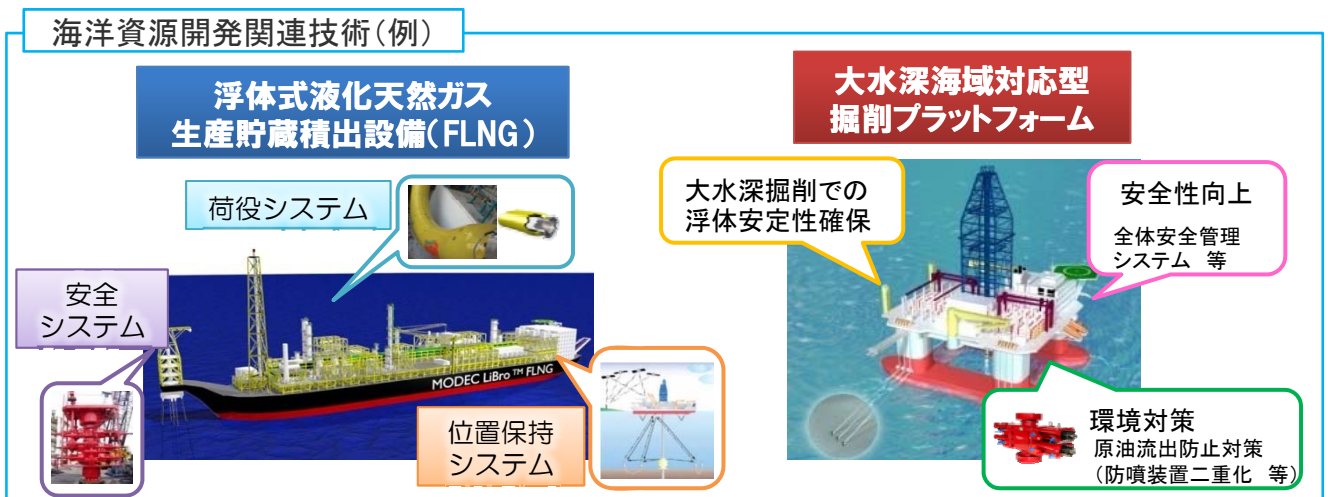 海洋資源開発関連技術(例)
浮体式液化天然ガス
生産貯蔵積出設備(FLNG)
大水深海域対応型
掘削プラットフォーム
荷役システム
安全
システム
MODEC LiBro™ FLNG
位置保持
システム
大水深掘削での
浮体安定性確保
安全性向上
全体安全管理
システム 等
環境対策
原油流出防止対策
(防噴装置二重化 等)